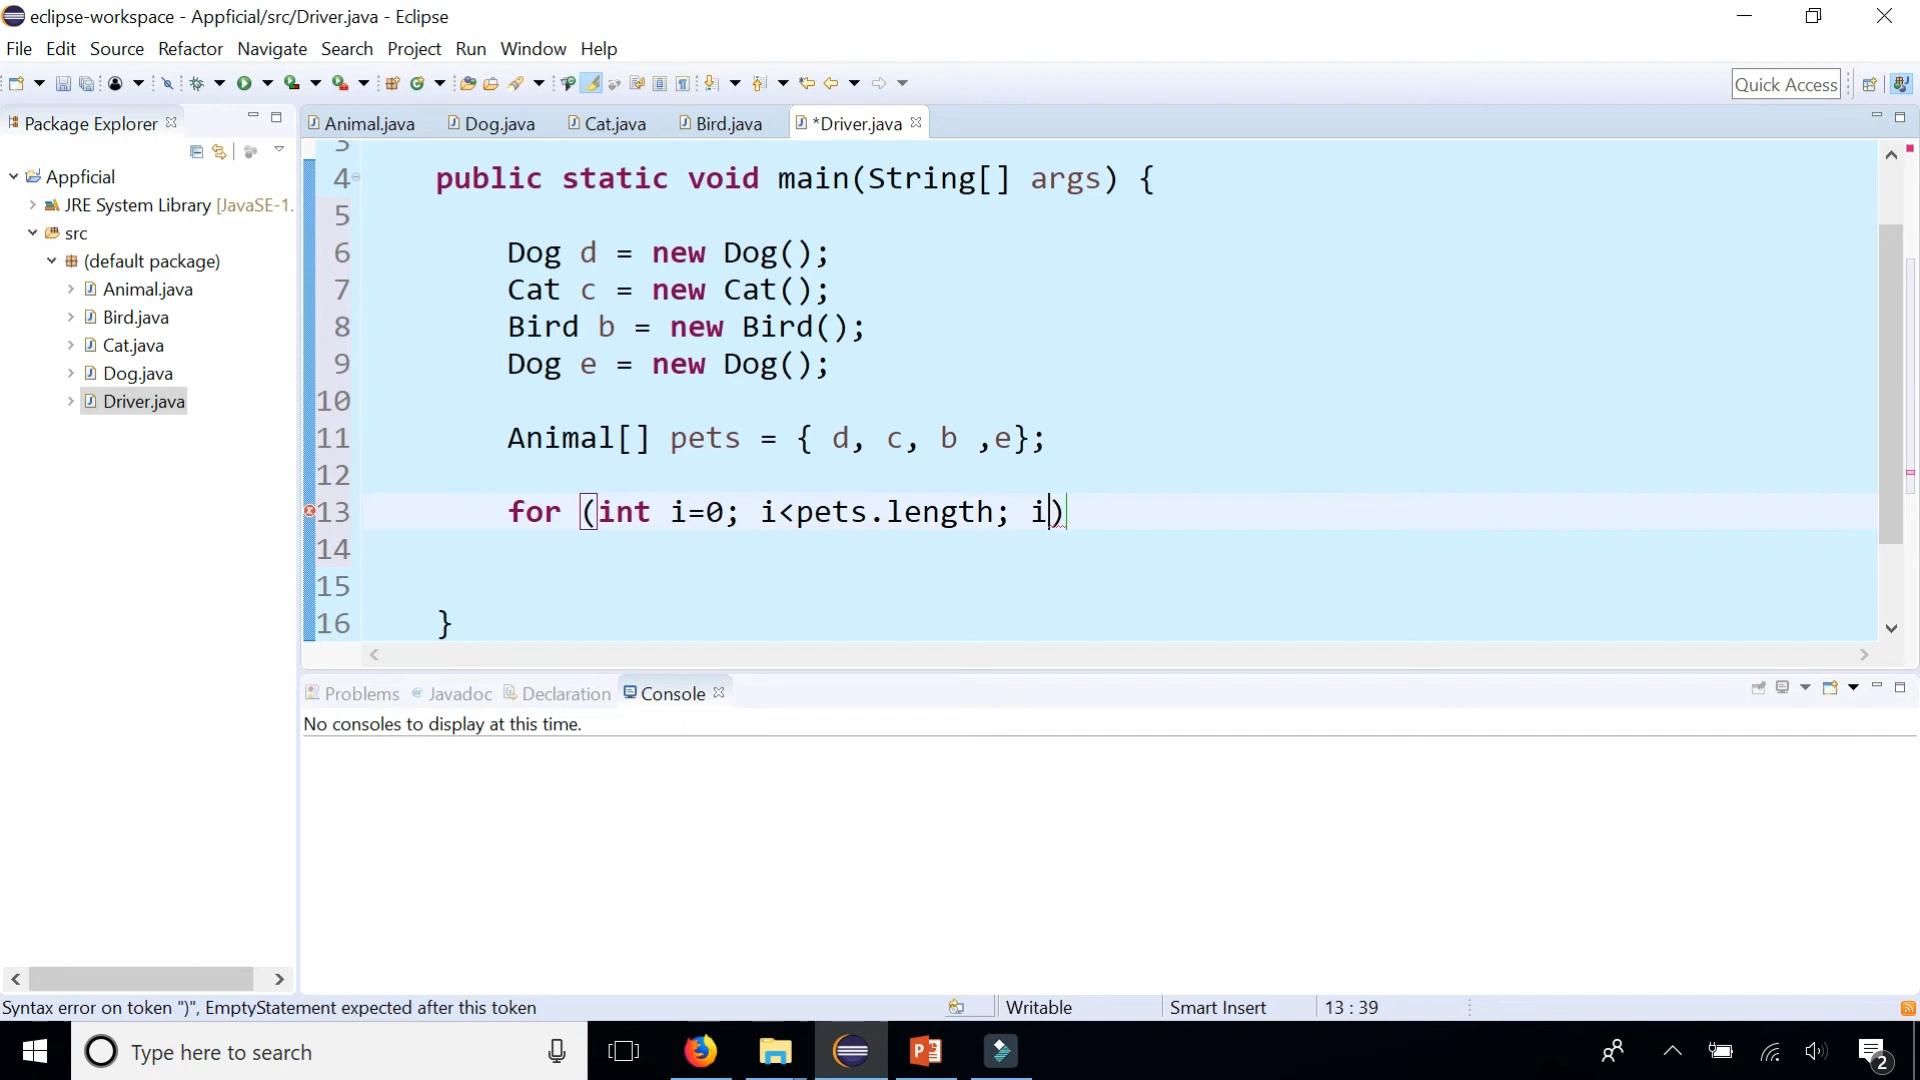 eclipse-workspace - Appficial/src/Driver.java - Eclipse
File Edit Source Refactor Navigate Search Project Run Window Help
Quick Access
Package Explorer
Animal.java Dog.java Cat.java Bird.java *Driver.java
Appficial
JRE System Library [JavaSE-1.
src
(default package)
Animal.java
Bird.java
Cat.java
Dog.java
Driver.java
3
4 public static void main(String[] args) {
5
6 Dog d = new Dog();
7 Cat c = new Cat();
8 Bird b = new Bird();
9 Dog e = new Dog();
10
11 Animal[] pets = { d, c, b ,e};
12
13 for (int i=0; i<pets.length; i)
14
15
16 }
Problems Javadoc Declaration Console
No consoles to display at this time.
Syntax error on token ")", EmptyStatement expected after this token Writable Smart Insert 13 : 39
Type here to search
2